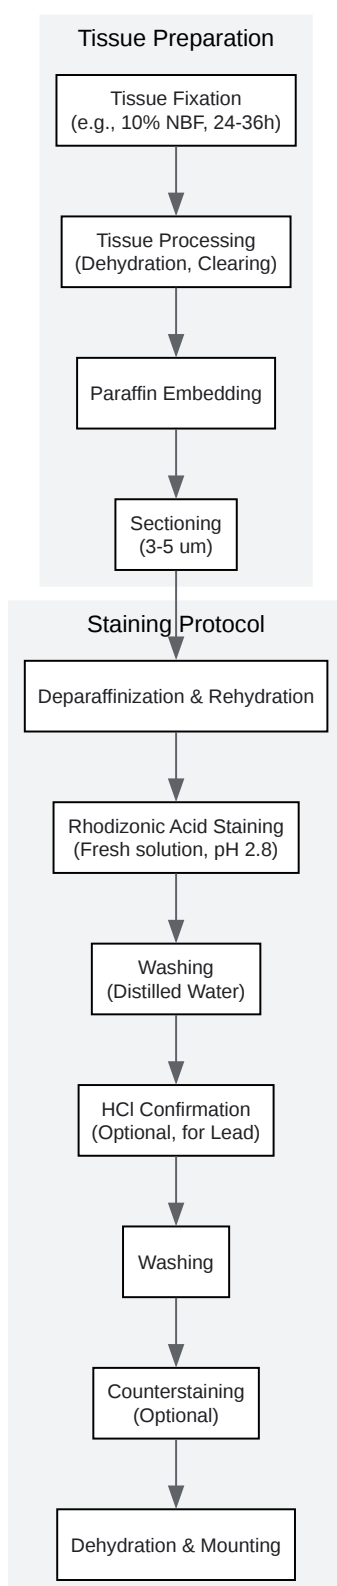 Tissue Preparation
Tissue Fixation
(e.g., 10% NBF, 24-36h)
Tissue Processing
(Dehydration, Clearing)
Paraffin Embedding
Sectioning
(3-5 um)
Staining Protocol
Deparaffinization & Rehydration
Rhodizonic Acid Staining
(Fresh solution, pH 2.8)
Washing
(Distilled Water)
HCl Confirmation
(Optional, for Lead)
Washing
Counterstaining
(Optional)
Dehydration & Mounting